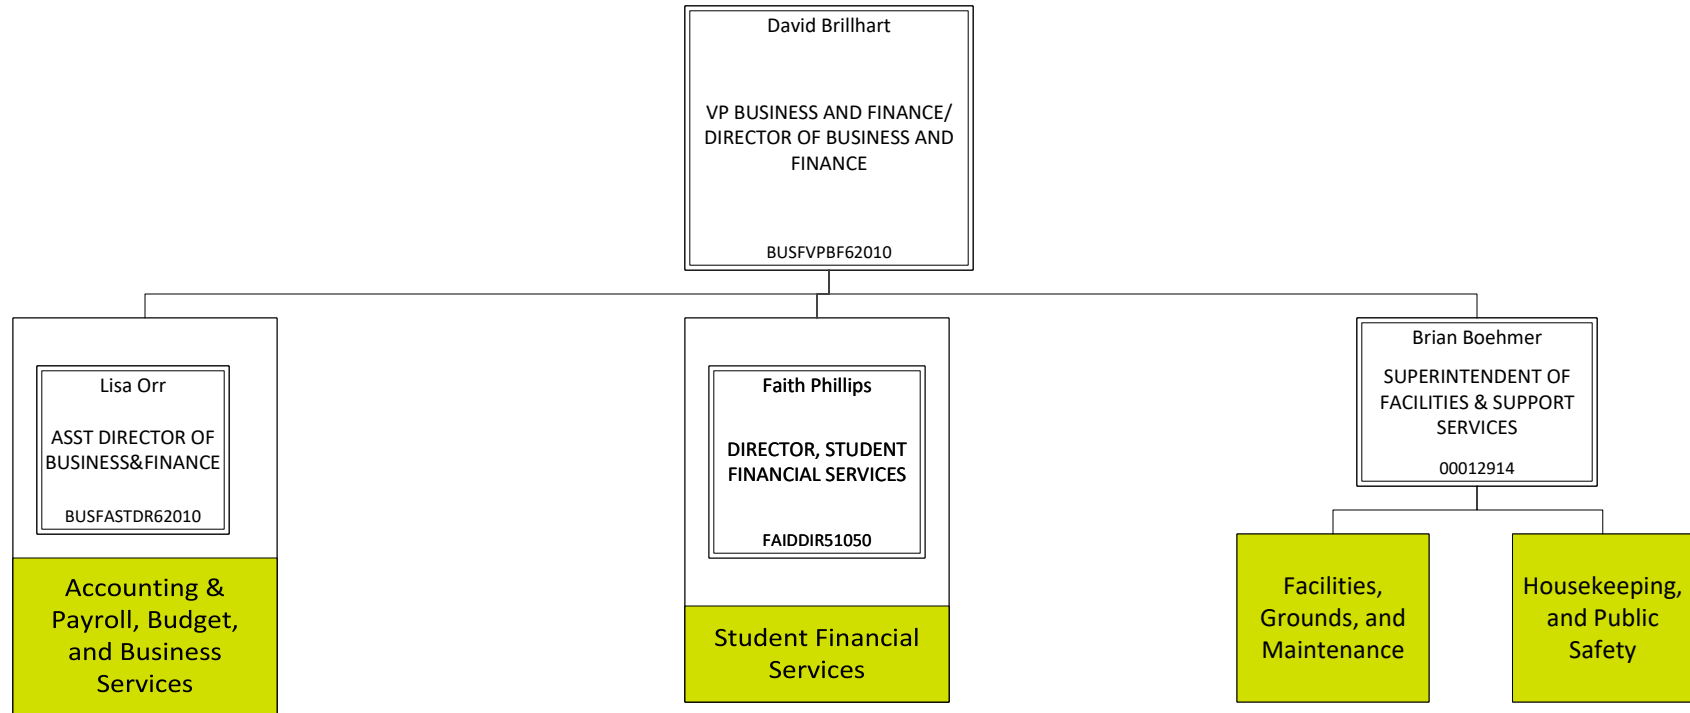 David Brillhart
VP BUSINESS AND FINANCE/
DIRECTOR OF BUSINESS AND
FINANCE
BUSFVPBF62010
Lisa Orr
ASST DIRECTOR OF
BUSINESS&FINANCE
BUSFASTDR62010
Accounting &
Payroll, Budget,
and Business
Services
Faith Phillips
DIRECTOR, STUDENT
FINANCIAL SERVICES
FAIDDIR51050
Student Financial
Services
Brian Boehmer
SUPERINTENDENT OF
FACILITIES & SUPPORT
SERVICES
00012914
Facilities,
Grounds, and
Maintenance
Housekeeping,
and Public
Safety